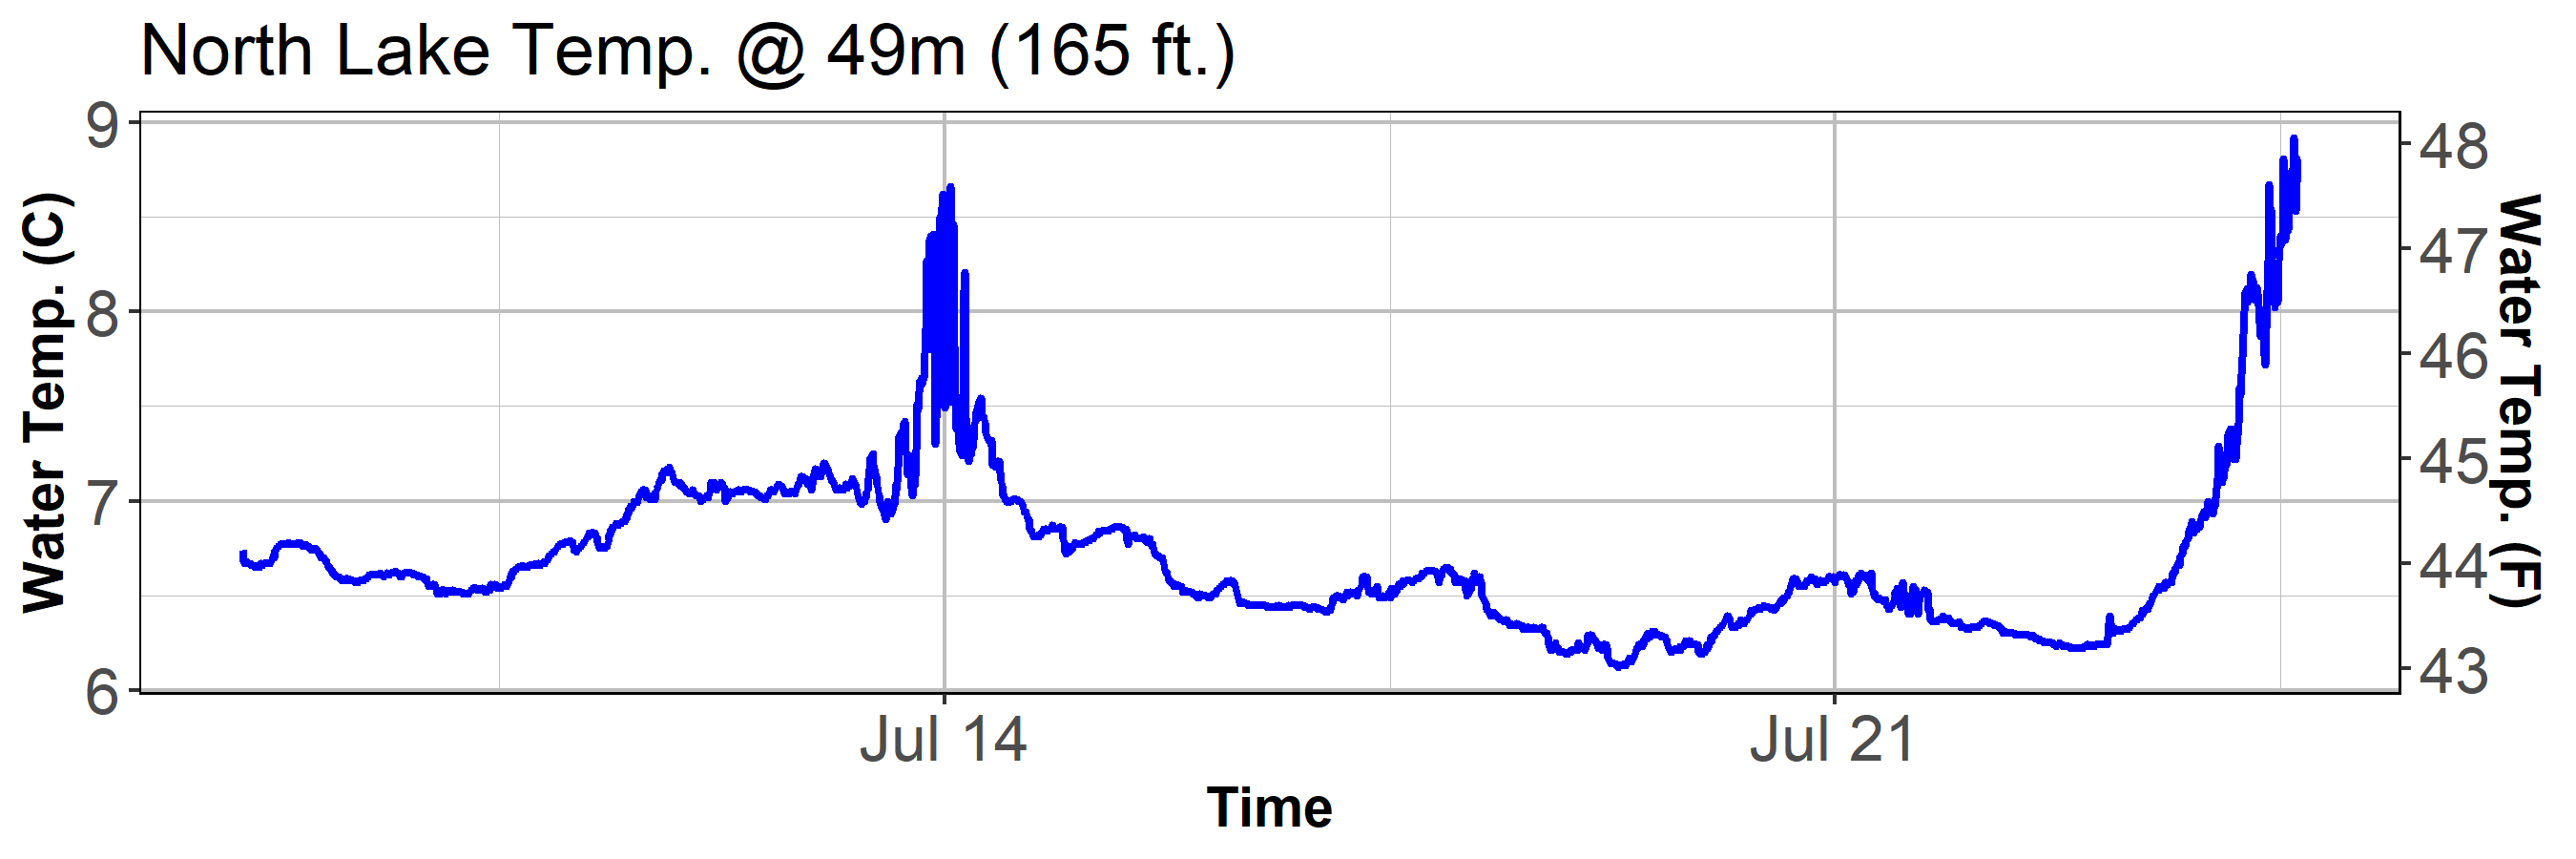 North Lake Temp. @ 49m (165 ft.)
9
8
7
6
Water Temp. (C)
48
47
46
45
44
43
Water Temp. (F)
Jul 14
Jul 21
Time